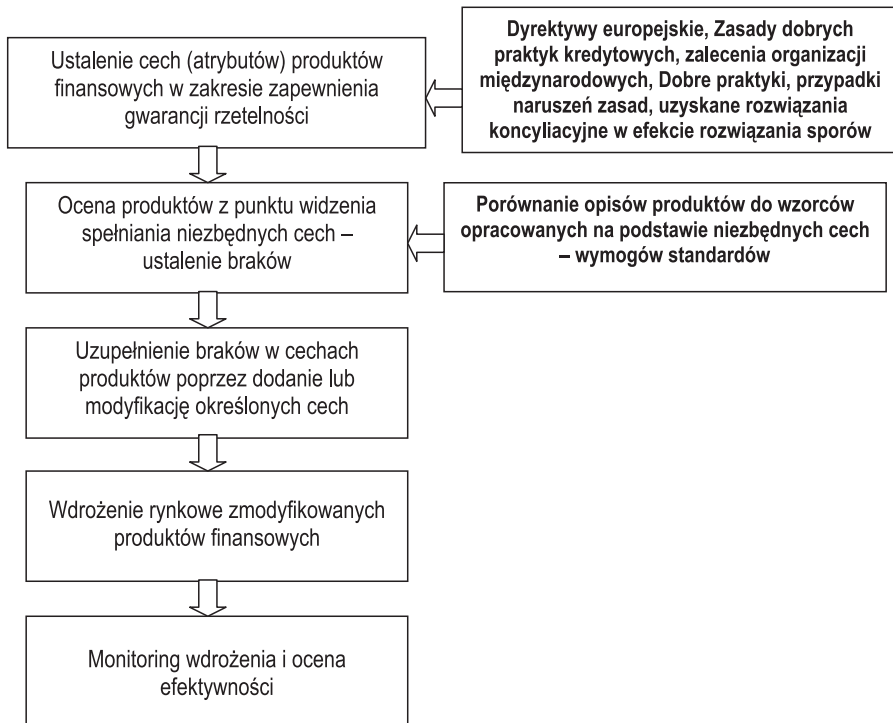 Ustalenie cech (atrybutów) produktów
finansowych w zakresie zapewnienia
gwarancji rzetelności
Dyrektywy europejskie, Zasady dobrych
praktyk kredytowych, zalecenia organizacji
międzynarodowych, Dobre praktyki, przypadki
naruszeń zasad, uzyskane rozwiązania
koncyliacyjne w efekcie rozwiązania sporów
Ocena produktów z punktu widzenia
spełniania niezbędnych cech –
ustalenie braków
Porównanie opisów produktów do wzorców
opracowanych na podstawie niezbędnych cech
– wymogów standardów
Uzupełnienie braków w cechach
produktów poprzez dodanie lub
modyfikację określonych cech
Wdrożenie rynkowe zmodyfikowanych
produktów finansowych
Monitoring wdrożenia i ocena
efektywności